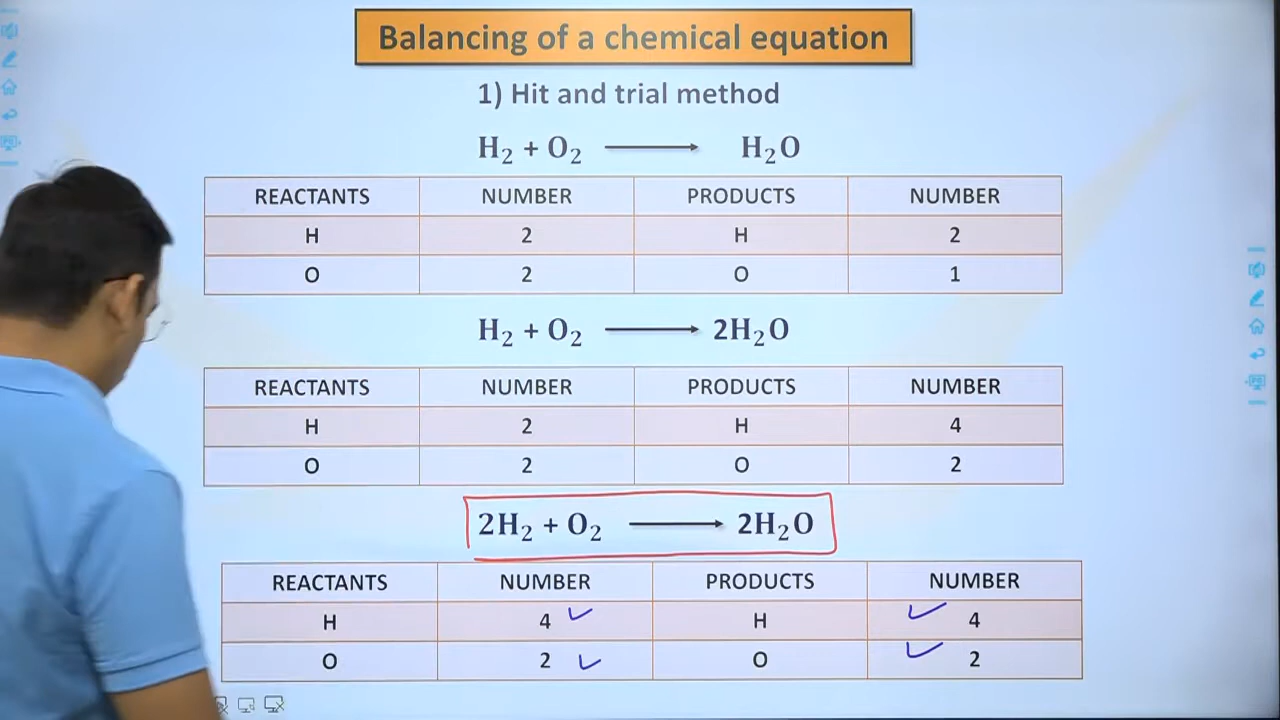 Balancing of a chemical equation
1) Hit and trial method
H₂ + O₂ ⟶ H₂O
REACTANTS NUMBER PRODUCTS NUMBER
H 2 H 2
O 2 O 1
H₂ + O₂ ⟶ 2H₂O
REACTANTS NUMBER PRODUCTS NUMBER
H 2 H 4
O 2 O 2
2H₂ + O₂ ⟶ 2H₂O
REACTANTS NUMBER PRODUCTS NUMBER
H 4 ✓ H ✓ 4
O 2 ✓ O ✓ 2